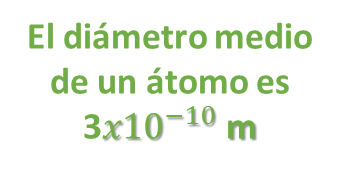 El diámetro medio
de un átomo es
3x10⁻¹⁰ m